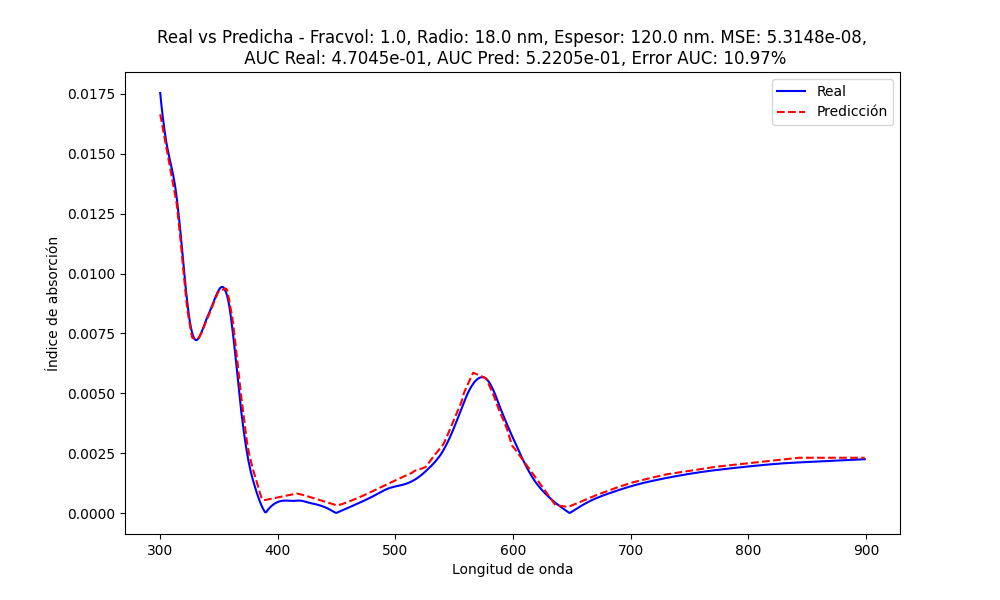 Real vs Predicha - Fracvol: 1.0, Radio: 18.0 nm, Espesor: 120.0 nm. MSE: 5.3148e-08,
AUC Real: 4.7045e-01, AUC Pred: 5.2205e-01, Error AUC: 10.97%
Real
Predicción
Índice de absorción
0.0175
0.0150
0.0125
0.0100
0.0075
0.0050
0.0025
0.0000
300 400 500 600 700 800 900
Longitud de onda